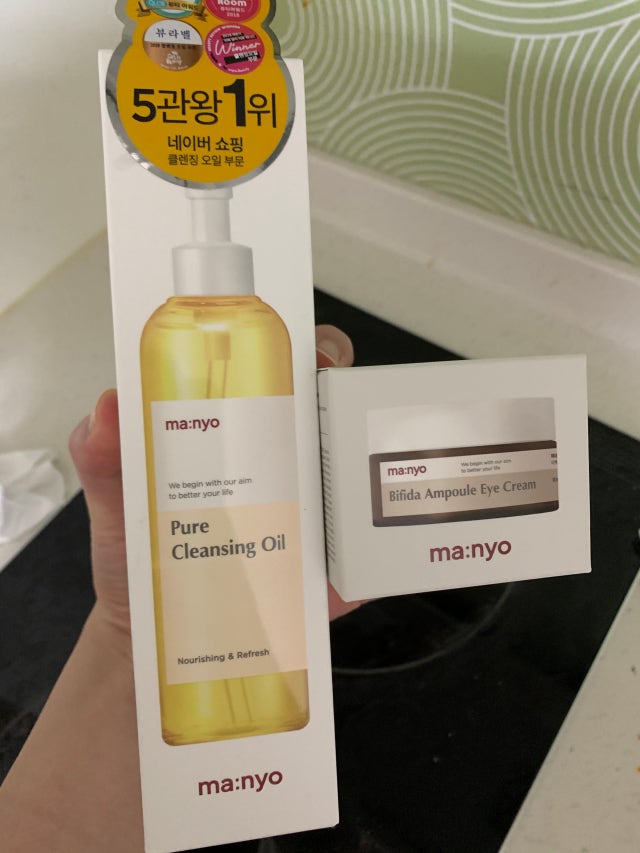 뷰라벨
ROOM
2018
Winner
5관왕1위
네이버 쇼핑
클렌징 오일 부문
ma:nyo
We begin with our aim
to better your life
Pure
Cleansing Oil
Nourishing & Refresh
ma:nyo
ma:nyo
We begin with our aim
to better your life
Bifida Ampoule Eye Cream
ma:nyo